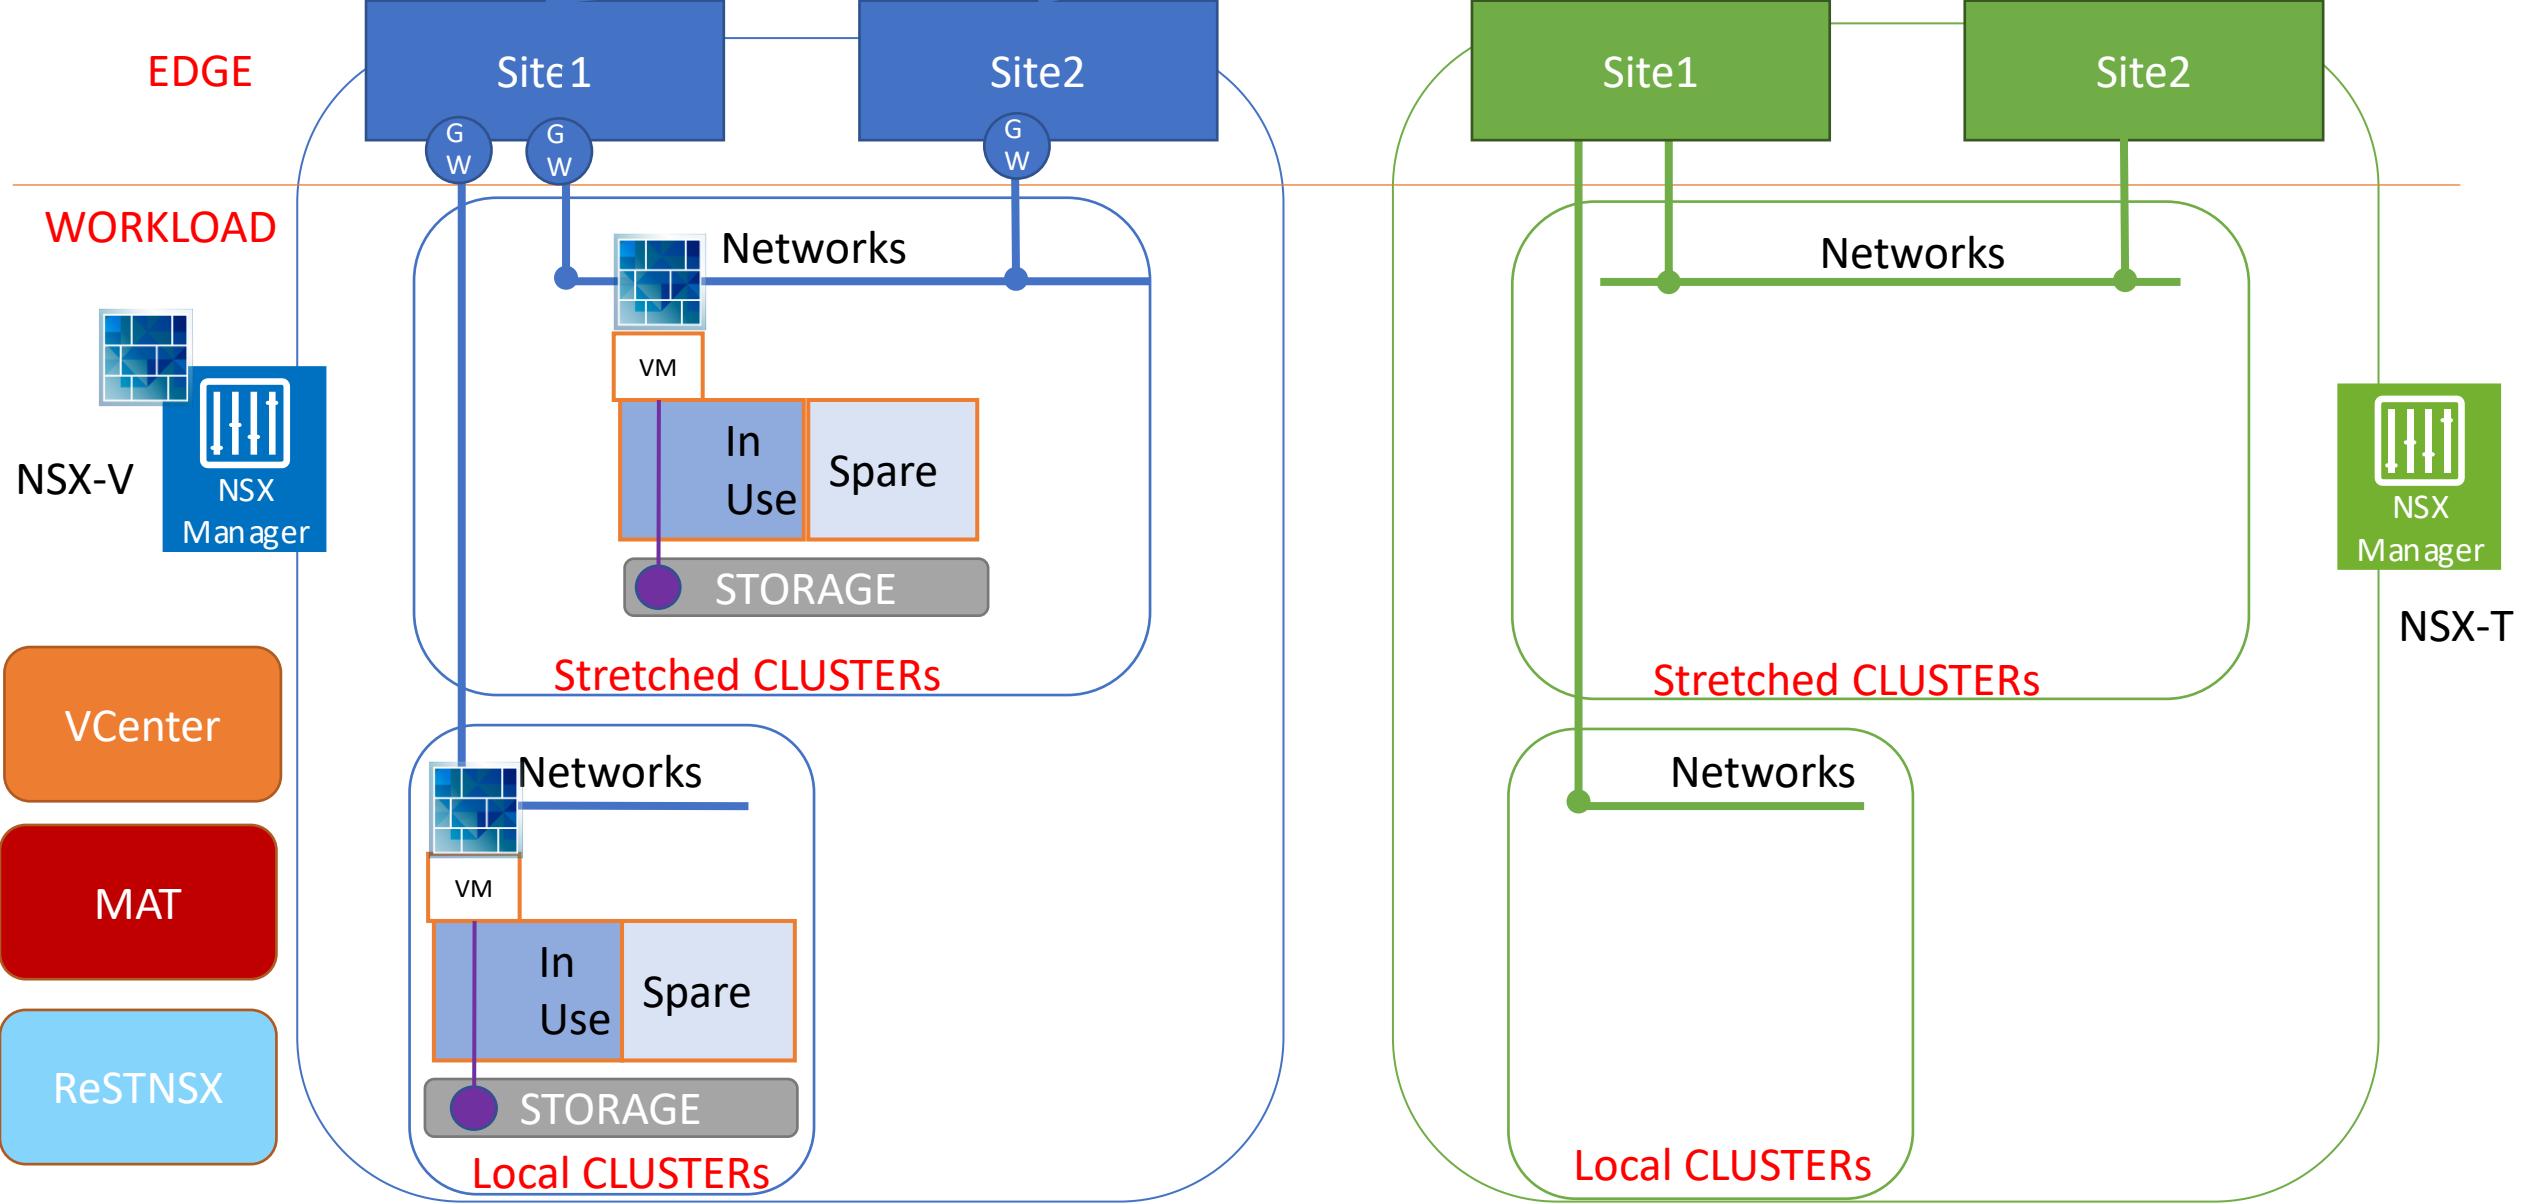 EDGE
Site1
Site2
Site1
Site2
G
W
G
W
G
W
WORKLOAD
Networks
Networks
VM
In
Use
Spare
NSX-V
NSX
Manager
NSX
Manager
STORAGE
NSX-T
Stretched CLUSTERs
Stretched CLUSTERs
VCenter
Networks
Networks
VM
MAT
In
Use
Spare
ReSTNSX
STORAGE
Local CLUSTERs
Local CLUSTERs